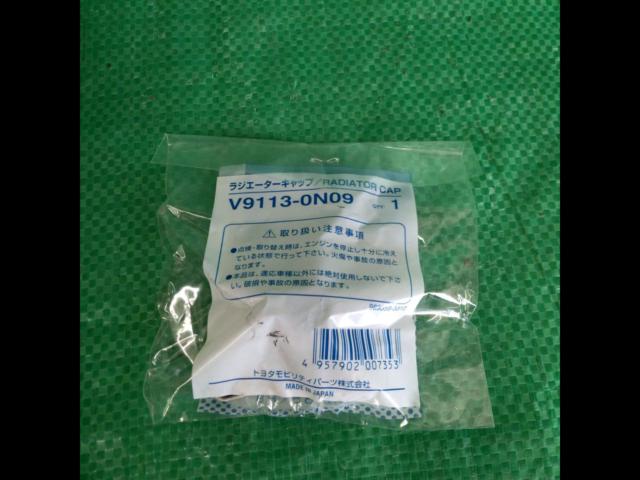 ラジエーターキャップ/RADIATOR CAP
V9113-0N09 QTY. 1
⚠ 取り扱い注意事項
●点検・取り替え時は、エンジンを停止し十分に冷え
ている状態で行って下さい。火傷や事故の原因と
なります。
●本品は、適応車種以外には絶対使用しないで下さ
い。破損や事故の原因となります。
4 957902 007353
トヨタモビリティパーツ株式会社
MADE IN JAPAN